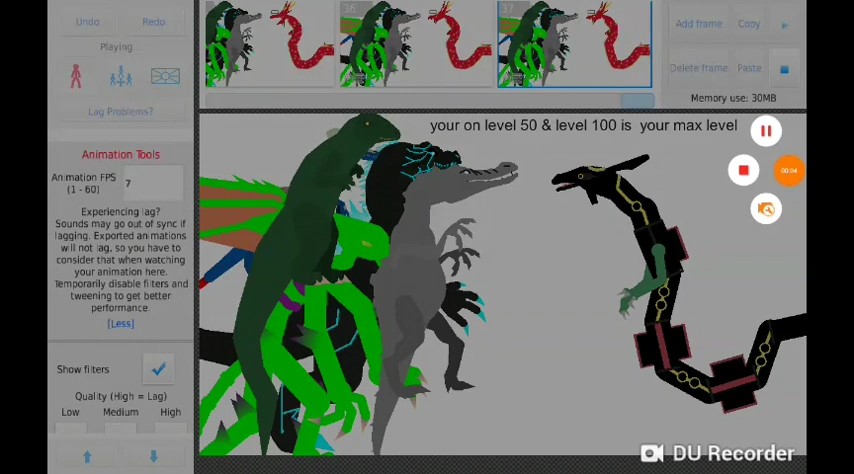 Undo
Redo
Playing
Lag Problems?
36
37
Add frame
Copy
Delete frame
Paste
Memory use: 30MB
Animation Tools
Animation FPS
(1 - 60)
7
Experiencing lag?
Sounds may go out of sync if
lagging. Exported animations
will not lag, so you have to
consider that when watching
your animation here.
Temporarily disable filters and
tweening to get better
performance.
[Less]
Show filters
Quality (High = Lag)
Low
Medium
High
your on level 50 & level 100 is your max level
00:04
DU Recorder